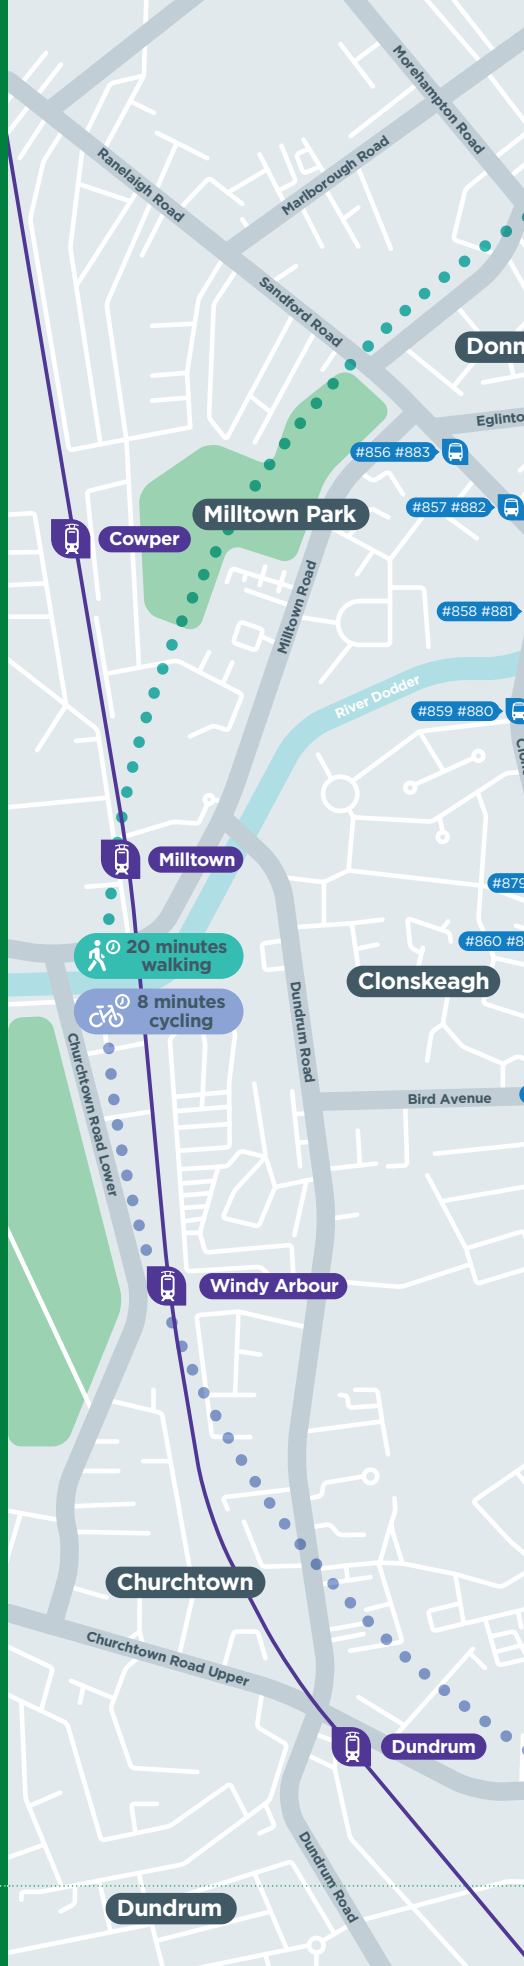 Morehampton Road
Ranelaigh Road
Marlborough Road
Sandford Road
Donn
Eglinto
#856 #883
#857 #882
Milltown Park
Cowper
Milltown Road
#858 #881
River Dodder
#859 #880
Clon
Milltown
#879
#860 #8
20 minutes
walking
Clonskeagh
8 minutes
cycling
Dundrum Road
Churchtown Road Lower
Bird Avenue
Windy Arbour
Churchtown
Churchtown Road Upper
Dundrum
Dundrum Road
Dundrum